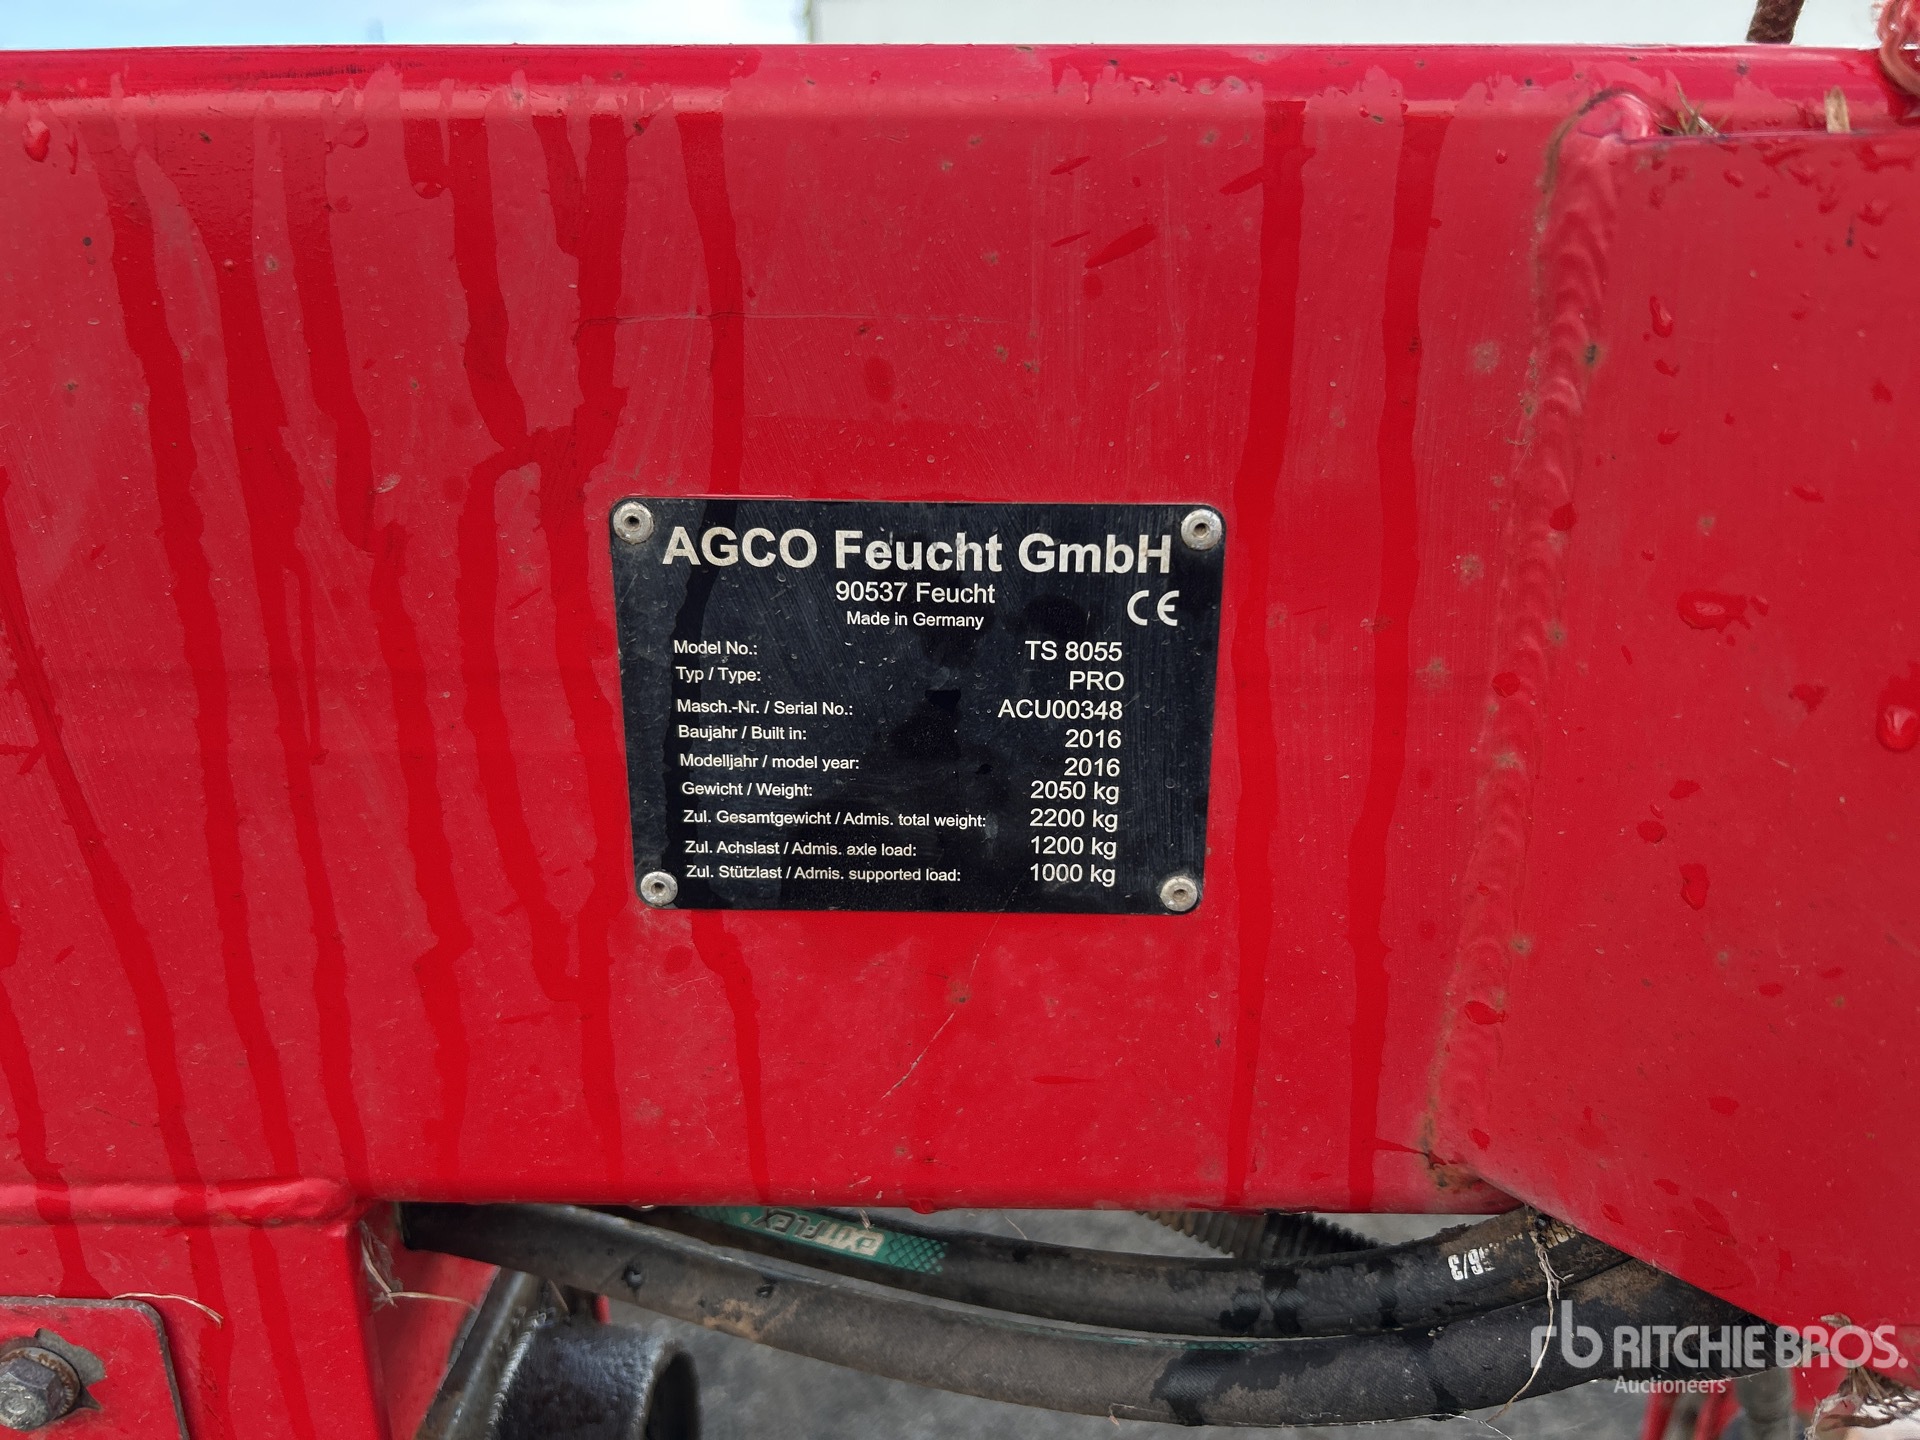 AGCO Feucht GmbH
90537 Feucht
Made in Germany
CE
Model No.: TS 8055
Typ / Type: PRO
Masch.-Nr. / Serial No.: ACU00348
Baujahr / Built in: 2016
Modelljahr / model year: 2016
Gewicht / Weight: 2050 kg
Zul. Gesamtgewicht / Admis. total weight: 2200 kg
Zul. Achslast / Admis. axle load: 1200 kg
Zul. Stützlast / Admis. supported load: 1000 kg
rb RITCHIE BROS.
Auctioneers